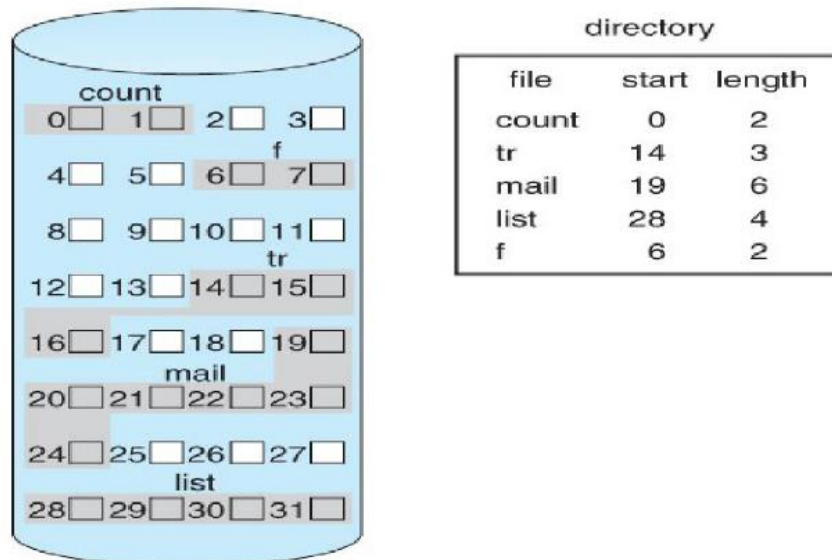 count
0 1 2 3
f
4 5 6 7
8 9 10 11
tr
12 13 14 15
16 17 18 19
mail
20 21 22 23
24 25 26 27
list
28 29 30 31
directory
file start length
count 0 2
tr 14 3
mail 19 6
list 28 4
f 6 2